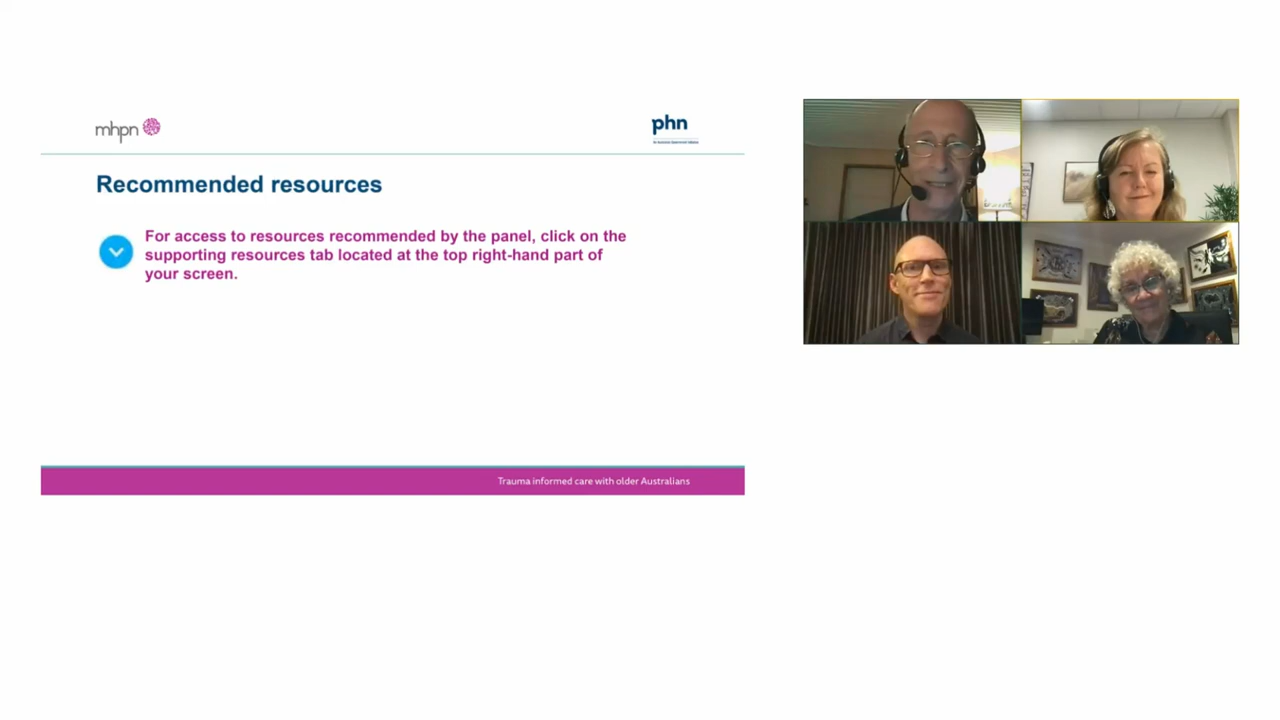 mhpn
phn
Recommended resources
For access to resources recommended by the panel, click on the
supporting resources tab located at the top right-hand part of
your screen.
Trauma informed care with older Australians